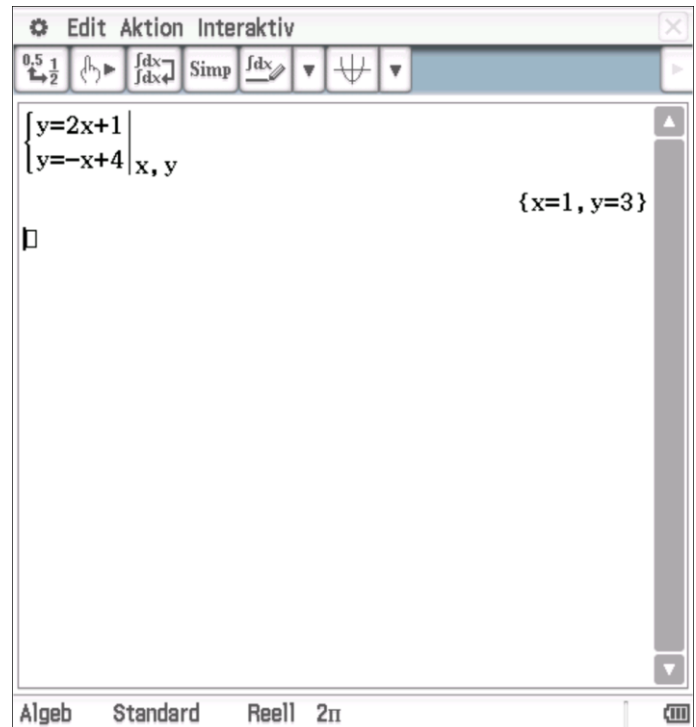 Edit Aktion Interaktiv
0,5 1/2 ∫dx ∫dx Simp ∫dx
y=2x+1
y=−x+4 x, y
{x=1, y=3}
Algeb Standard Reell 2π